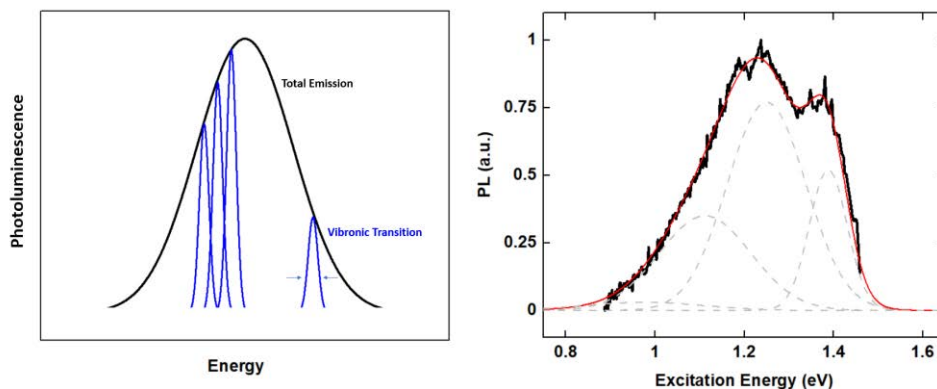 Photoluminescence
Total Emission
Vibronic Transition
Energy
PL (a.u.)
1
0.75
0.5
0.25
0
0.8
1
1.2
1.4
1.6
Excitation Energy (eV)